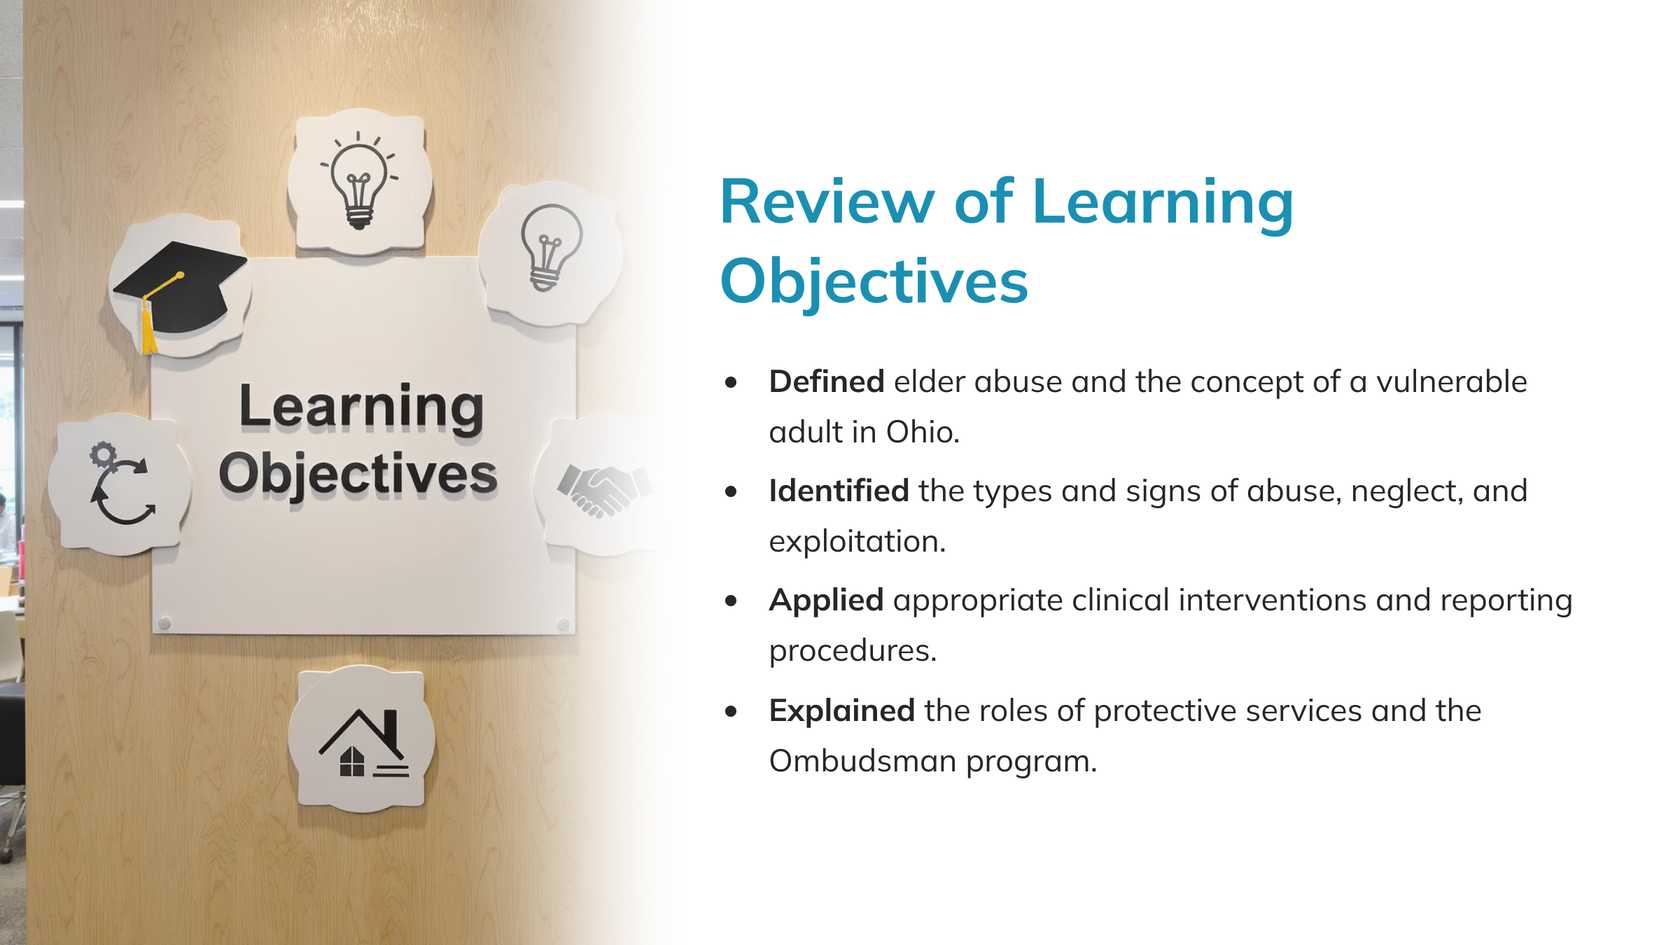 Learning
Objectives
Review of Learning
Objectives
• Defined elder abuse and the concept of a vulnerable
adult in Ohio.
• Identified the types and signs of abuse, neglect, and
exploitation.
• Applied appropriate clinical interventions and reporting
procedures.
• Explained the roles of protective services and the
Ombudsman program.